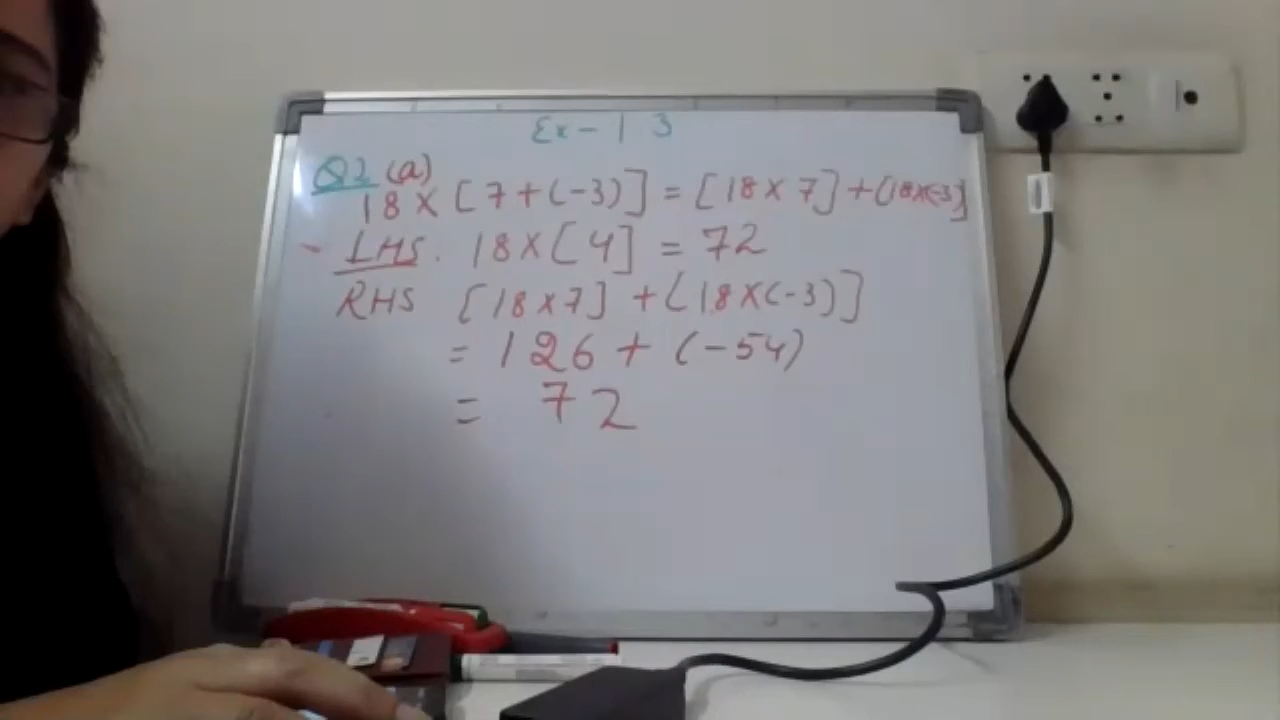 Ex - 1 3
Q2 (a)
18 × [7 + (-3)] = [18 × 7] + (18×(-3)]
- LHS. 18 × [4] = 72
RHS [18 × 7] + (18 × (-3)]
= 126 + (-54)
= 72